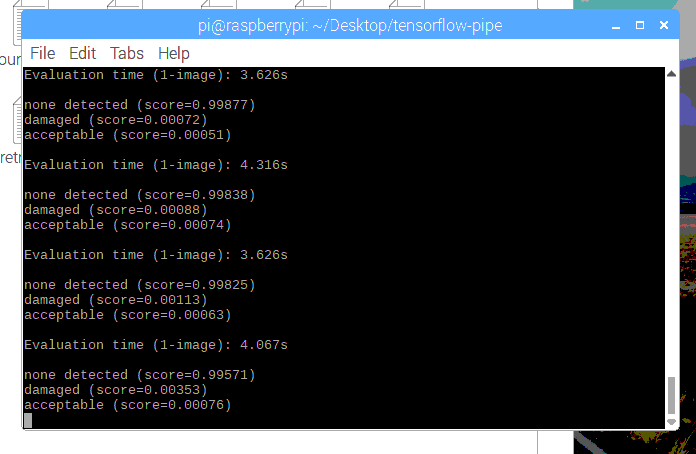 pi@raspberrypi: ~/Desktop/tensorflow-pipe
File Edit Tabs Help
Evaluation time (1-image): 3.626s
none detected (score=0.99877)
damaged (score=0.00072)
acceptable (score=0.00051)
Evaluation time (1-image): 4.316s
none detected (score=0.99838)
damaged (score=0.00088)
acceptable (score=0.00074)
Evaluation time (1-image): 3.626s
none detected (score=0.99825)
damaged (score=0.00113)
acceptable (score=0.00063)
Evaluation time (1-image): 4.067s
none detected (score=0.99571)
damaged (score=0.00353)
acceptable (score=0.00076)